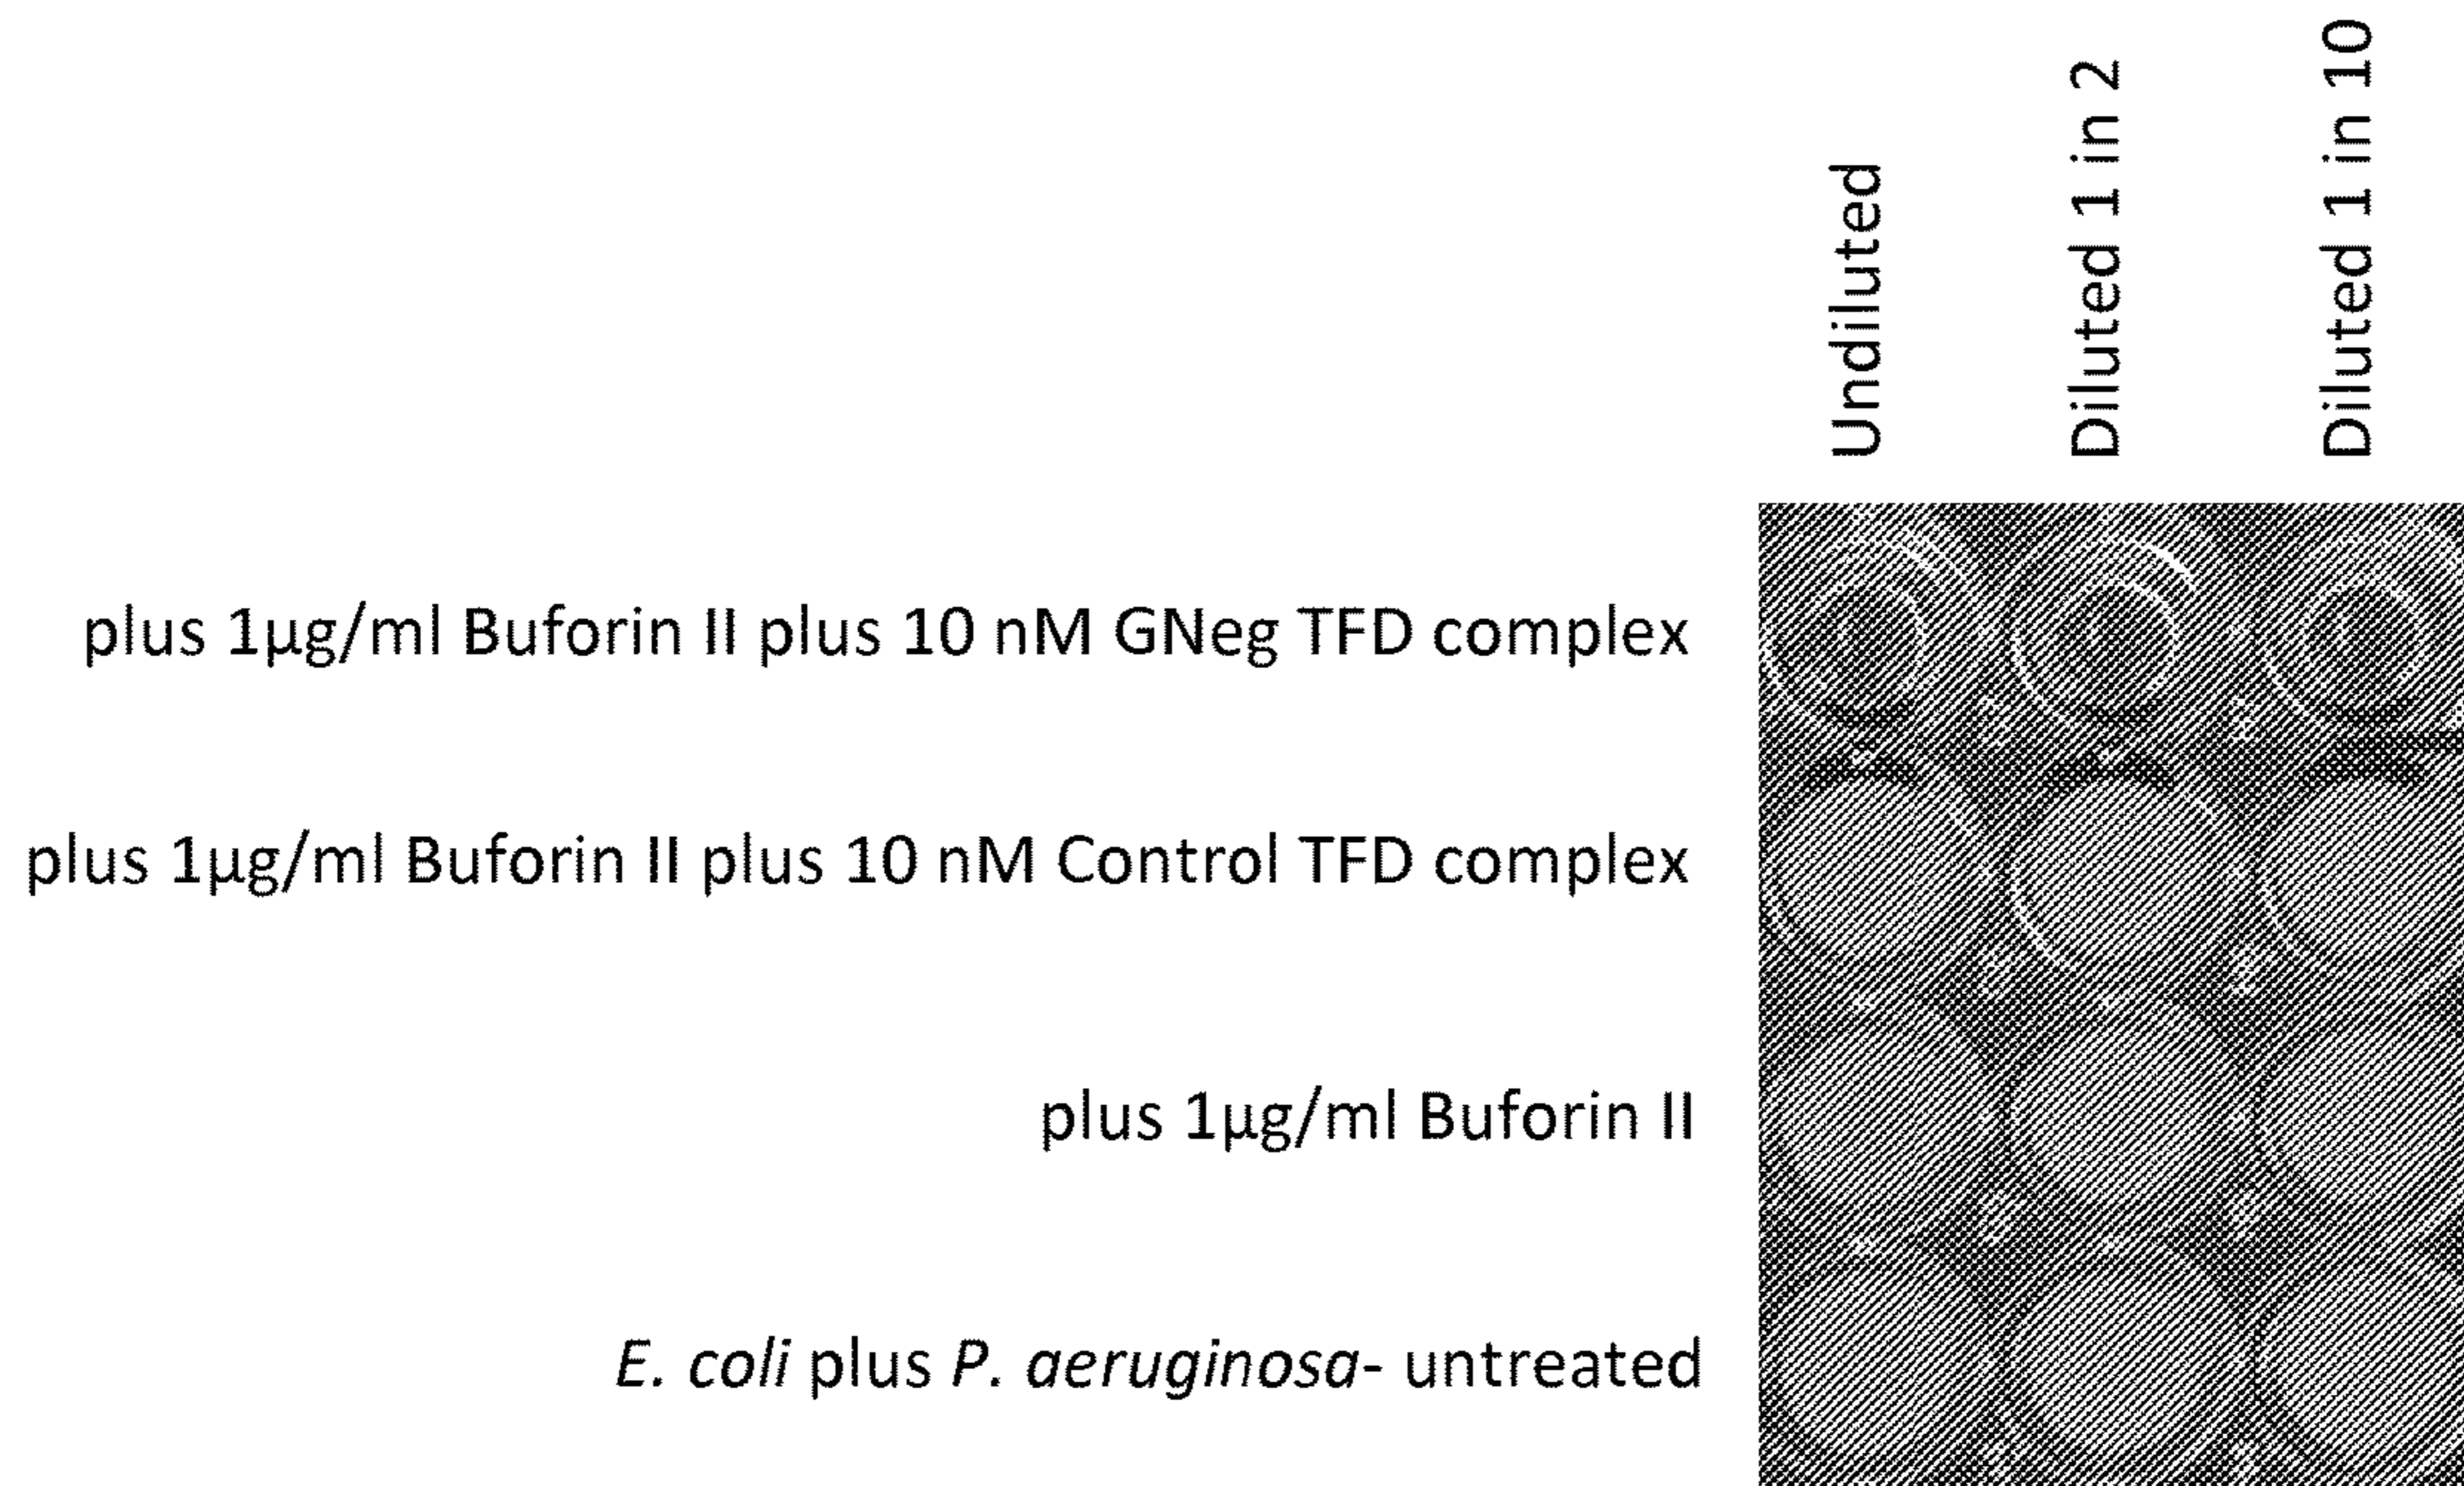 Undiluted
Diluted 1 in 2
Diluted 1 in 10
plus 1µg/ml Buforin II plus 10 nM GNeg TFD complex
plus 1µg/ml Buforin II plus 10 nM Control TFD complex
plus 1µg/ml Buforin II
E. coli plus P. aeruginosa- untreated